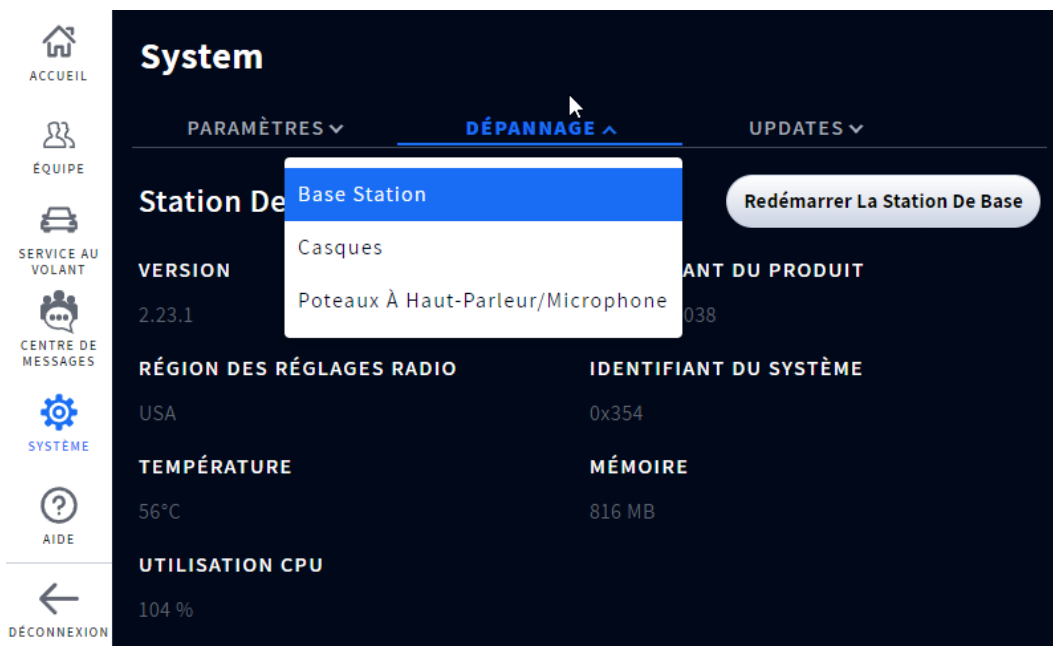 ACCUEIL
ÉQUIPE
SERVICE AU
VOLANT
CENTRE DE
MESSAGES
SYSTÈME
AIDE
DÉCONNEXION
System
PARAMÈTRES
DÉPANNAGE
UPDATES
Station De
Base Station
Casques
Poteaux À Haut-Parleur/Microphone
Redémarrer La Station De Base
VERSION
2.23.1
ANT DU PRODUIT
038
RÉGION DES RÉGLAGES RADIO
USA
IDENTIFIANT DU SYSTÈME
0x354
TEMPÉRATURE
56°C
MÉMOIRE
816 MB
UTILISATION CPU
104 %